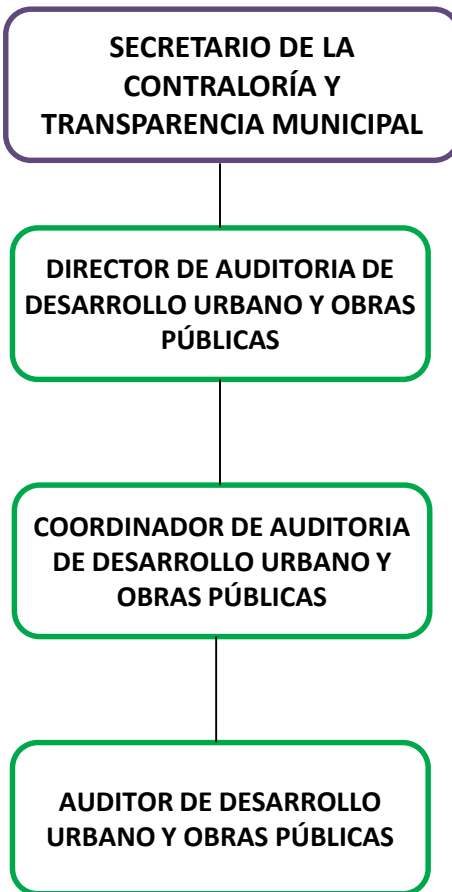 SECRETARIO DE LA
CONTRALORÍA Y
TRANSPARENCIA MUNICIPAL
DIRECTOR DE AUDITORIA DE
DESARROLLO URBANO Y OBRAS
PÚBLICAS
COORDINADOR DE AUDITORIA
DE DESARROLLO URBANO Y
OBRAS PÚBLICAS
AUDITOR DE DESARROLLO
URBANO Y OBRAS PÚBLICAS